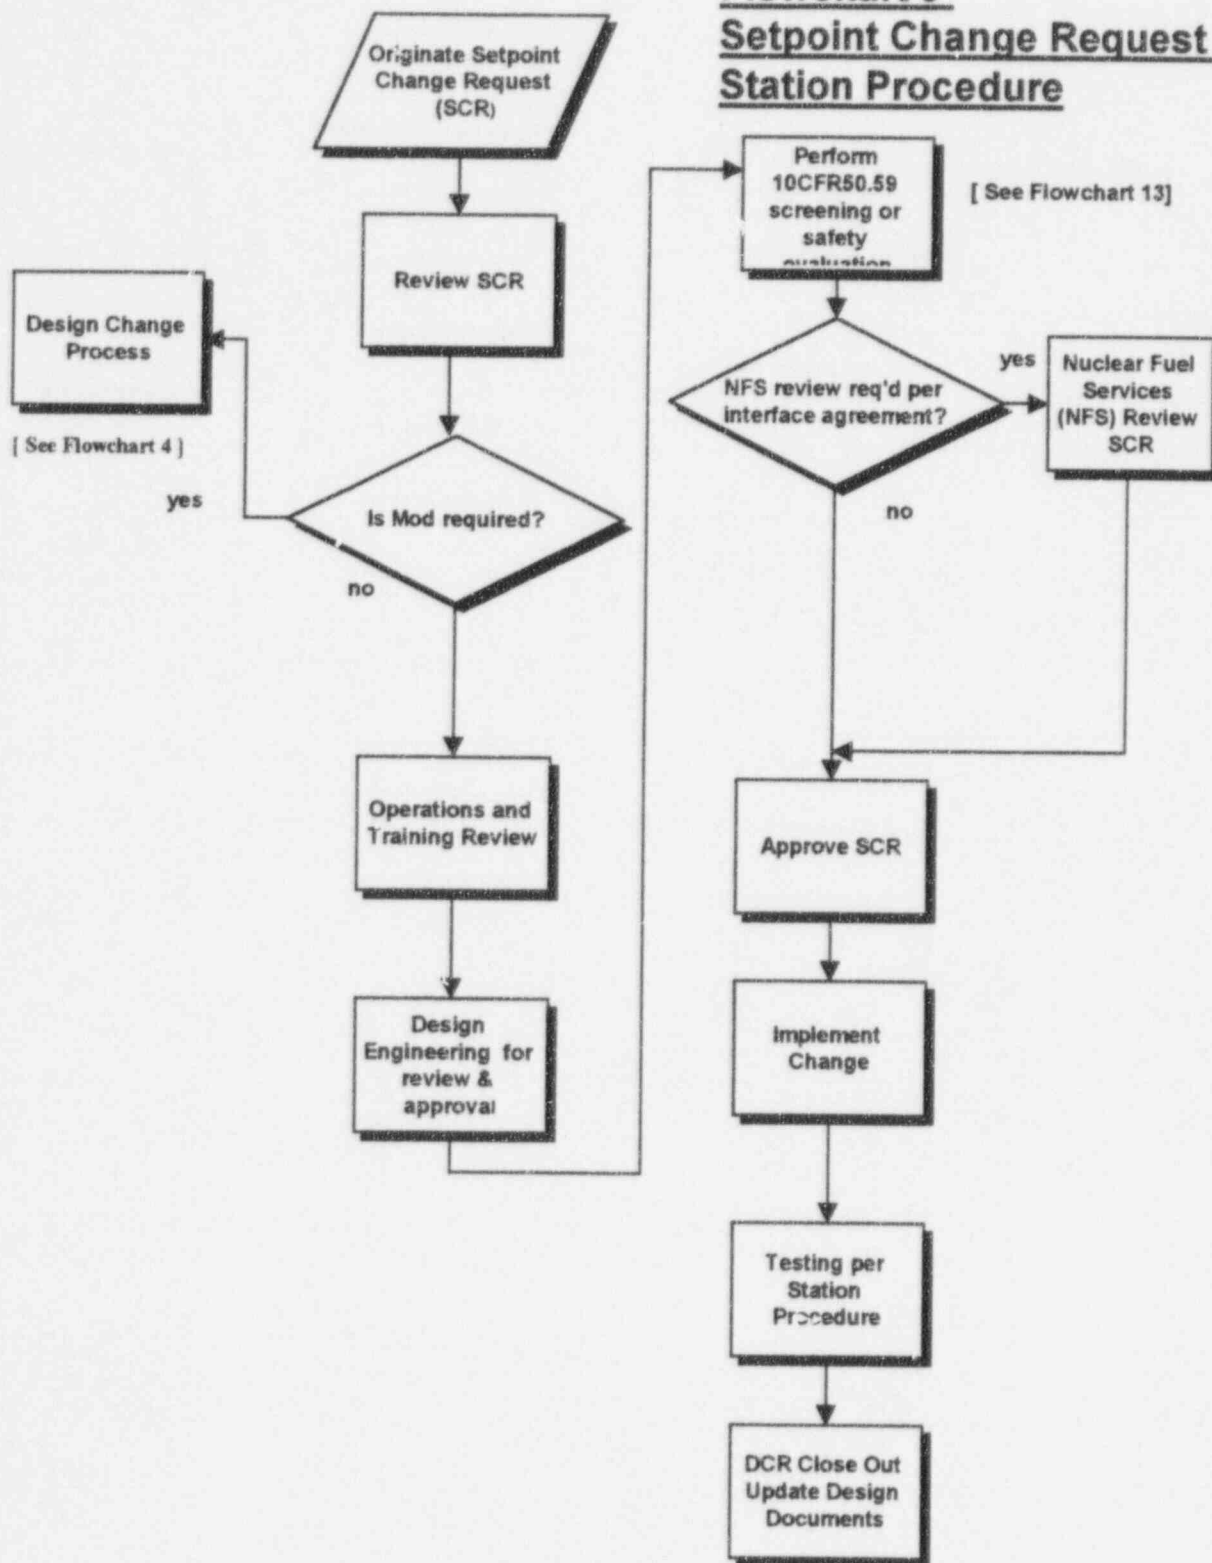 Setpoint Change Request
Station Procedure
Originate Setpoint
Change Request
(SCR)
Review SCR
Design Change
Process
[ See Flowchart 4 ]
yes
Is Mod required?
no
Operations and
Training Review
Design
Engineering for
review &
approval
Perform
10CFR50.59
screening or
safety
evaluation
[ See Flowchart 13]
NFS review req'd per
interface agreement?
yes
Nuclear Fuel
Services
(NFS) Review
SCR
no
Approve SCR
Implement
Change
Testing per
Station
Procedure
DCR Close Out
Update Design
Documents